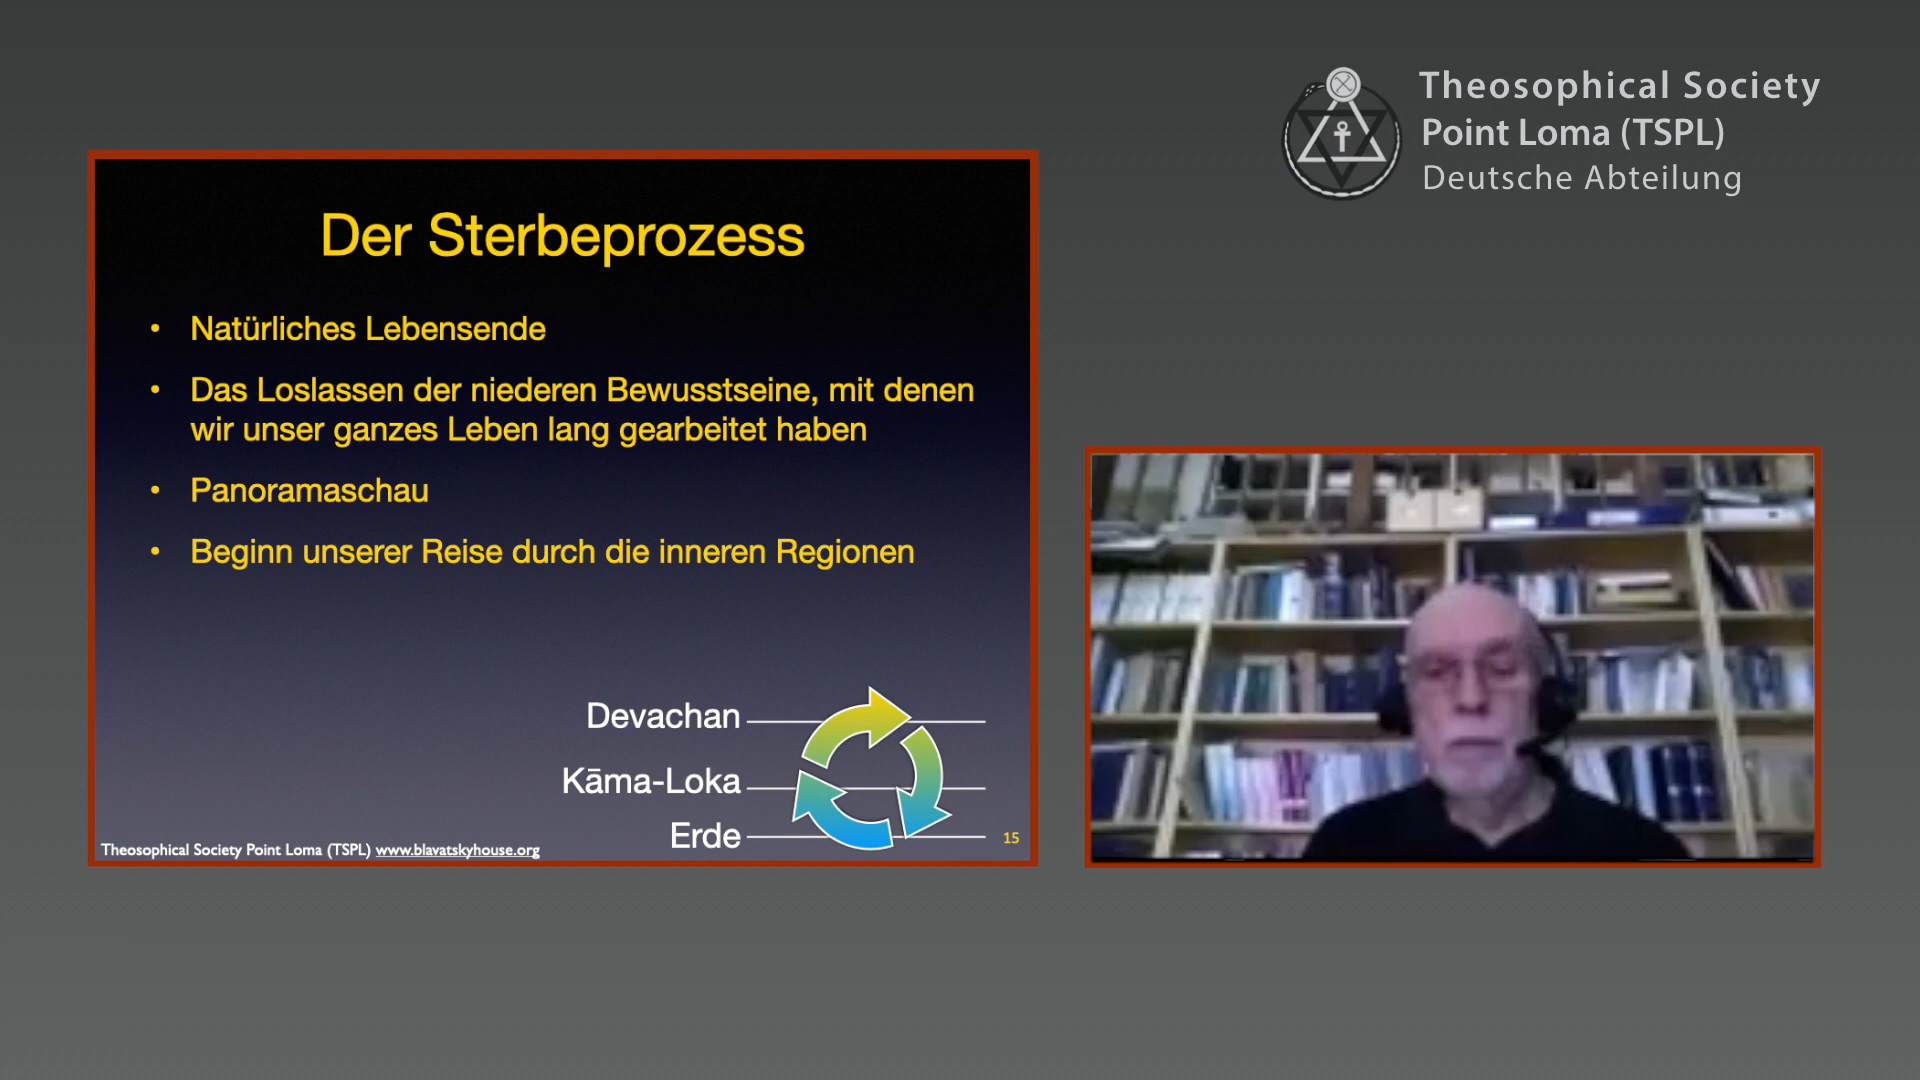 Theosophical Society
Point Loma (TSPL)
Deutsche Abteilung
Der Sterbeprozess
• Natürliches Lebensende
• Das Loslassen der niederen Bewusstseine, mit denen
wir unser ganzes Leben lang gearbeitet haben
• Panoramaschau
• Beginn unserer Reise durch die inneren Regionen
Devachan
Kāma-Loka
Erde
Theosophical Society Point Loma (TSPL) www.blavatskyhouse.org
15